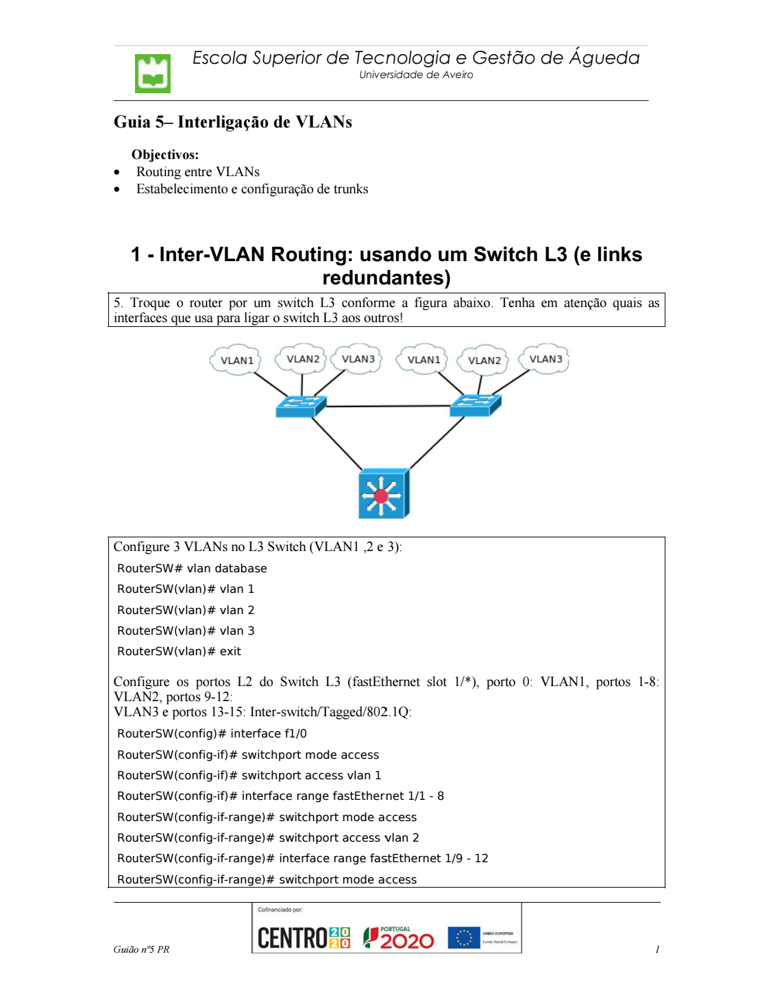 Escola Superior de Tecnologia e Gestão de Águeda
Universidade de Aveiro
Guia 5– Interligação de VLANs
Objectivos:
• Routing entre VLANs
• Estabelecimento e configuração de trunks
1 - Inter-VLAN Routing: usando um Switch L3 (e links
redundantes)
5. Troque o router por um switch L3 conforme a figura abaixo. Tenha em atenção quais as
interfaces que usa para ligar o switch L3 aos outros!
VLAN1 VLAN2 VLAN3 VLAN1 VLAN2 VLAN3
Configure 3 VLANs no L3 Switch (VLAN1 ,2 e 3):
RouterSW# vlan database
RouterSW(vlan)# vlan 1
RouterSW(vlan)# vlan 2
RouterSW(vlan)# vlan 3
RouterSW(vlan)# exit
Configure os portos L2 do Switch L3 (fastEthernet slot 1/*), porto 0: VLAN1, portos 1-8:
VLAN2, portos 9-12:
VLAN3 e portos 13-15: Inter-switch/Tagged/802.1Q:
RouterSW(config)# interface f1/0
RouterSW(config-if)# switchport mode access
RouterSW(config-if)# switchport access vlan 1
RouterSW(config-if)# interface range fastEthernet 1/1 - 8
RouterSW(config-if-range)# switchport mode access
RouterSW(config-if-range)# switchport access vlan 2
RouterSW(config-if-range)# interface range fastEthernet 1/9 - 12
RouterSW(config-if-range)# switchport mode access
Cofinanciado por:
CENTRO 2020
PORTUGAL
2020
UNIÃO EUROPEIA
Fundo Social Europeu
Guião nº5 PR
1